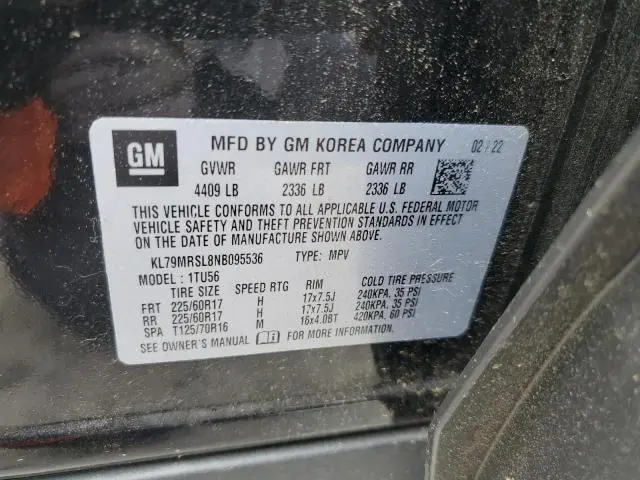 GM MFD BY GM KOREA COMPANY 02 / 22
GVWR GAWR FRT GAWR RR
4409 LB 2336 LB 2336 LB
THIS VEHICLE CONFORMS TO ALL APPLICABLE U.S. FEDERAL MOTOR
VEHICLE SAFETY AND THEFT PREVENTION STANDARDS IN EFFECT
ON THE DATE OF MANUFACTURE SHOWN ABOVE.
KL79MRSL8NB095536 TYPE: MPV
MODEL : 1TU56
TIRE SIZE SPEED RTG RIM COLD TIRE PRESSURE
FRT 225/60R17 H 17x7.5J 240KPA, 35 PSI
RR 225/60R17 H 17x7.5J 240KPA, 35 PSI
SPA T125/70R16 M 16x4.0BT 420KPA, 60 PSI
SEE OWNER'S MANUAL FOR MORE INFORMATION.